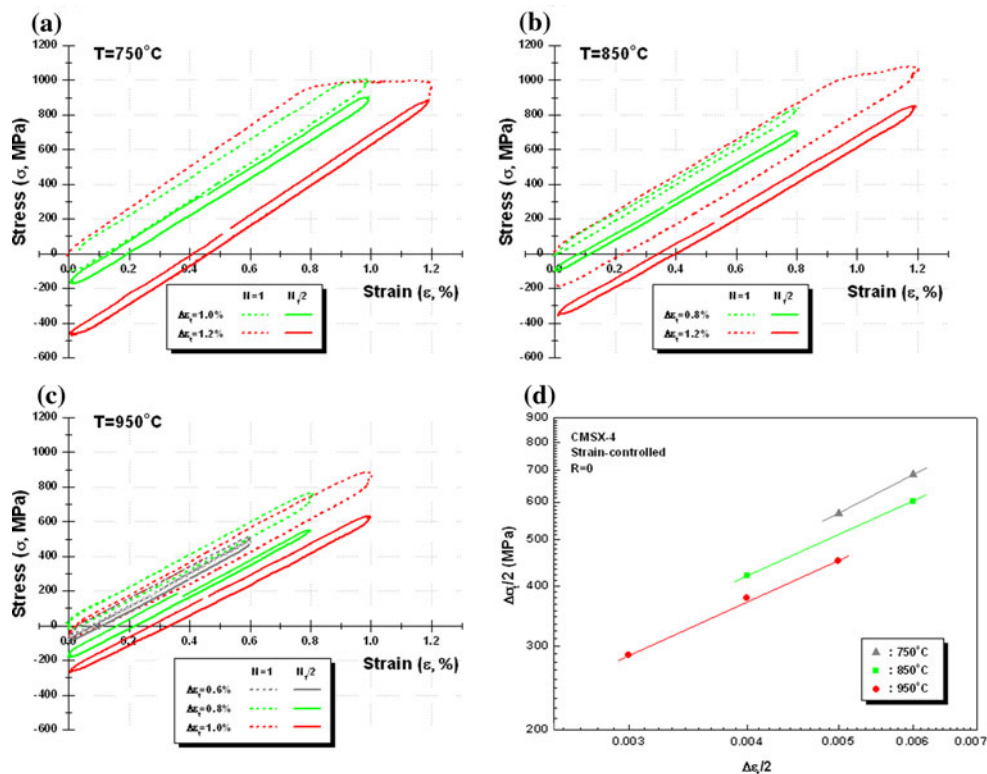 (a)
T=750°C
Stress (σ, MPa)
1200
1000
800
600
400
200
0
-200
-400
-600
0.0 0.2 0.4 0.6 0.8 1.0 1.2
Strain (ε, %)
N=1 Nf/2
Δεt=1.0%
Δεt=1.2%
(b)
T=850°C
Stress (σ, MPa)
1200
1000
800
600
400
200
0
-200
-400
-600
0.0 0.2 0.4 0.6 0.8 1.0 1.2
Strain (ε, %)
N=1 Nf/2
Δεt=0.8%
Δεt=1.2%
(c)
T=950°C
Stress (σ, MPa)
1200
1000
800
600
400
200
0
-200
-400
-600
0.0 0.2 0.4 0.6 0.8 1.0 1.2
Strain (ε, %)
N=1 Nf/2
Δεt=0.6%
Δεt=0.8%
Δεt=1.0%
(d)
CMSX-4
Strain-controlled
R=0
Δσt/2 (MPa)
900
800
700
600
500
400
300
200
0.003 0.004 0.005 0.006 0.007
Δεt/2
: 750°C
: 850°C
: 950°C